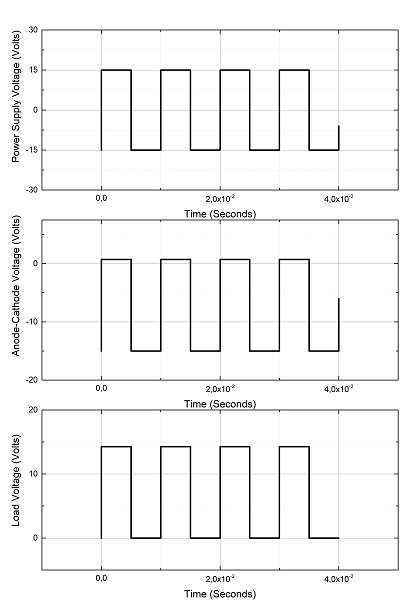 Power Supply Voltage (Volts)
30
15
0
-15
-30
0,0
2,0x10⁻²
4,0x10⁻²
Time (Seconds)
Anode-Cathode Voltage (Volts)
0
-10
-20
0,0
2,0x10⁻²
4,0x10⁻²
Time (Seconds)
Load Voltage (Volts)
20
10
0
0,0
2,0x10⁻²
4,0x10⁻²
Time (Seconds)